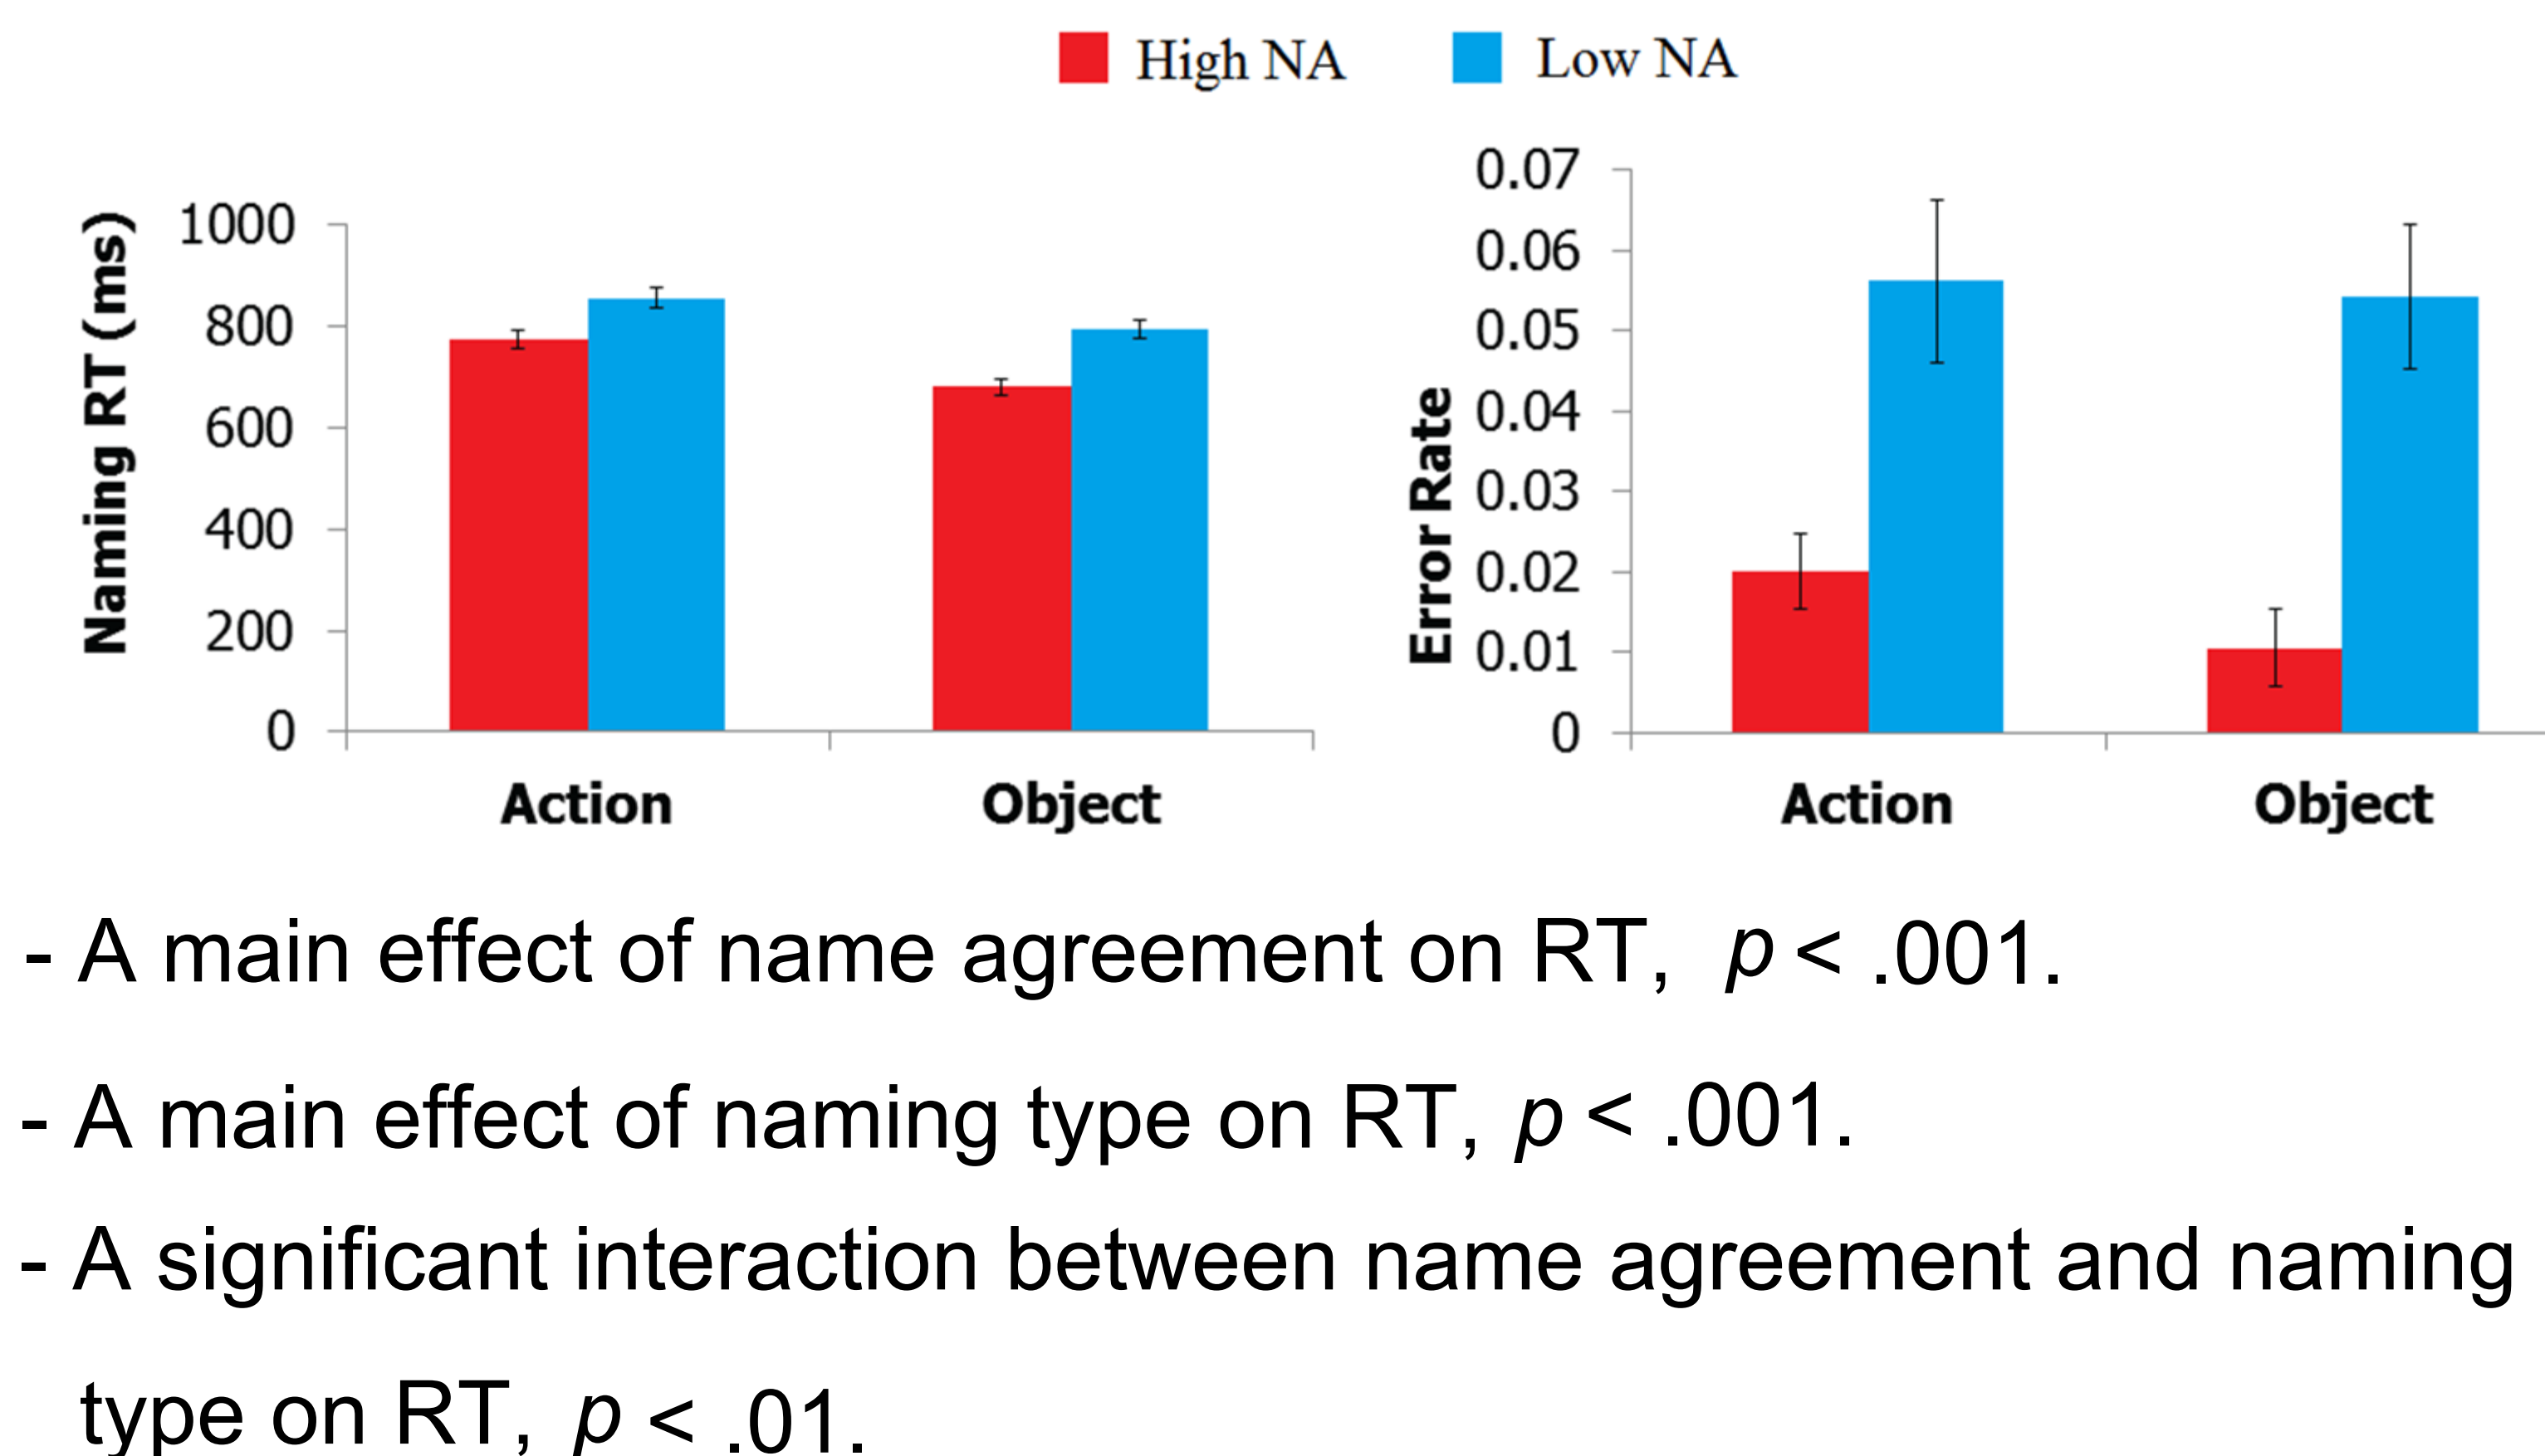 High NA Low NA
Naming RT (ms)
1000
800
600
400
200
0
Action Object
Error Rate
0.07
0.06
0.05
0.04
0.03
0.02
0.01
0
Action Object
- A main effect of name agreement on RT, p < .001.
- A main effect of naming type on RT, p < .001.
- A significant interaction between name agreement and naming
type on RT, p < .01.